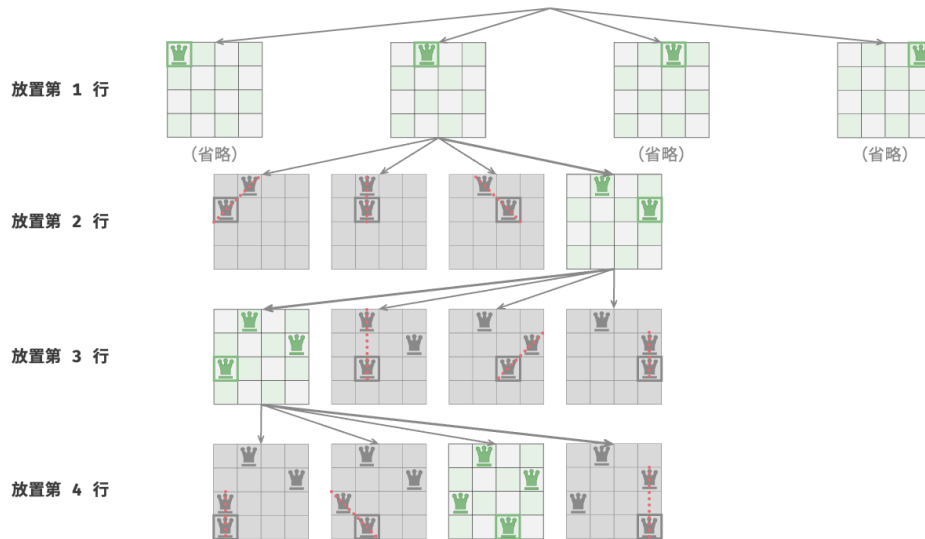 放置第 1 行
（省略）
（省略）
（省略）
放置第 2 行
放置第 3 行
放置第 4 行